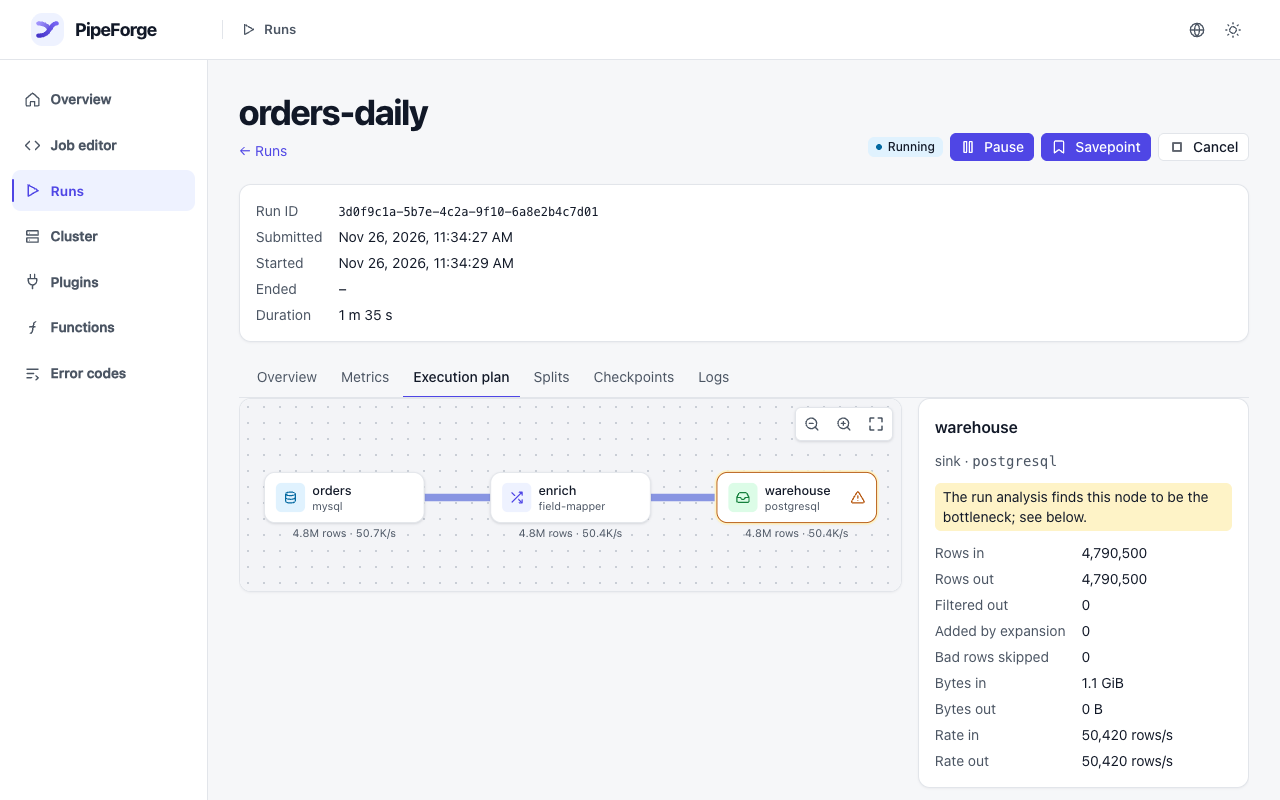 PipeForge
Runs
Overview
Job editor
Runs
Cluster
Plugins
Functions
Error codes
orders-daily
← Runs
Running
Pause
Savepoint
Cancel
Run ID 3d0f9c1a-5b7e-4c2a-9f10-6a8e2b4c7d01
Submitted Nov 26, 2026, 11:34:27 AM
Started Nov 26, 2026, 11:34:29 AM
Ended –
Duration 1 m 35 s
Overview Metrics Execution plan Splits Checkpoints Logs
orders
mysql
4.8M rows · 50.7K/s
enrich
field-mapper
4.8M rows · 50.4K/s
warehouse
postgresql
4.8M rows · 50.4K/s
warehouse
sink · postgresql
The run analysis finds this node to be the
bottleneck; see below.
Rows in 4,790,500
Rows out 4,790,500
Filtered out 0
Added by expansion 0
Bad rows skipped 0
Bytes in 1.1 GiB
Bytes out 0 B
Rate in 50,420 rows/s
Rate out 50,420 rows/s